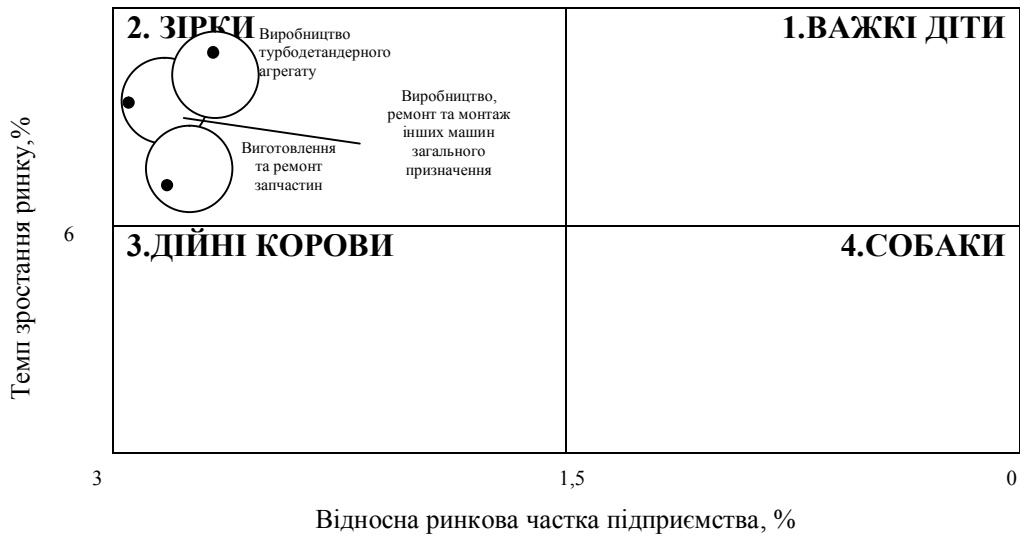 2. ЗІРКИ
1.ВАЖКІ ДІТИ
Виробництво
турбодетандерного
агрегату
Виробництво,
ремонт та монтаж
інших машин
загального
призначення
Виготовлення
та ремонт
запчастин
3.ДІЙНІ КОРОВИ
4.СОБАКИ
Темп зростання ринку,%
6
3
1,5
0
Відносна ринкова частка підприємства, %